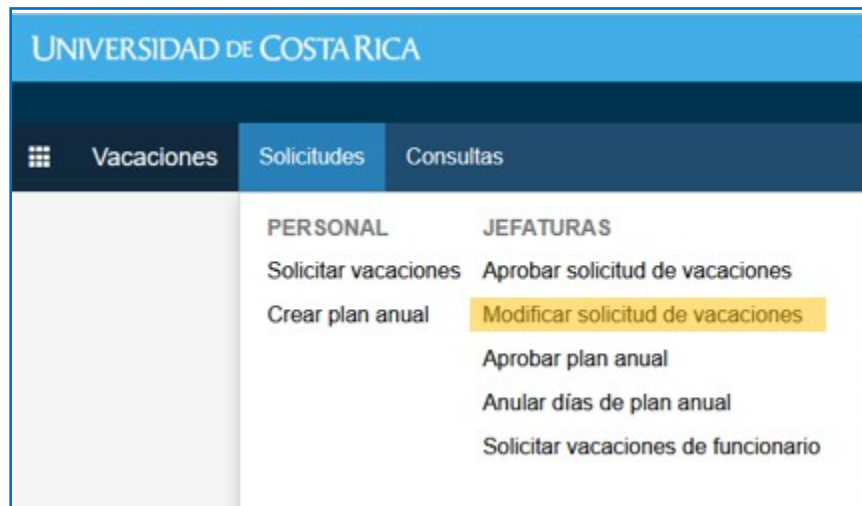 UNIVERSIDAD DE COSTA RICA
Vacaciones Solicitudes Consultas
PERSONAL
Solicitar vacaciones
Crear plan anual
JEFATURAS
Aprobar solicitud de vacaciones
Modificar solicitud de vacaciones
Aprobar plan anual
Anular días de plan anual
Solicitar vacaciones de funcionario